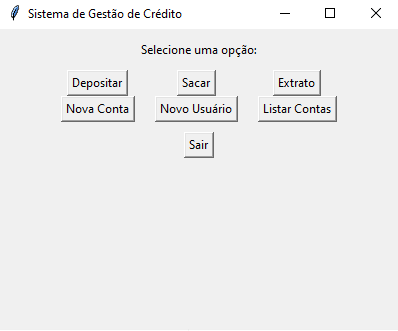 Sistema de Gestão de Crédito
Selecione uma opção:
Depositar Sacar Extrato
Nova Conta Novo Usuário Listar Contas
Sair